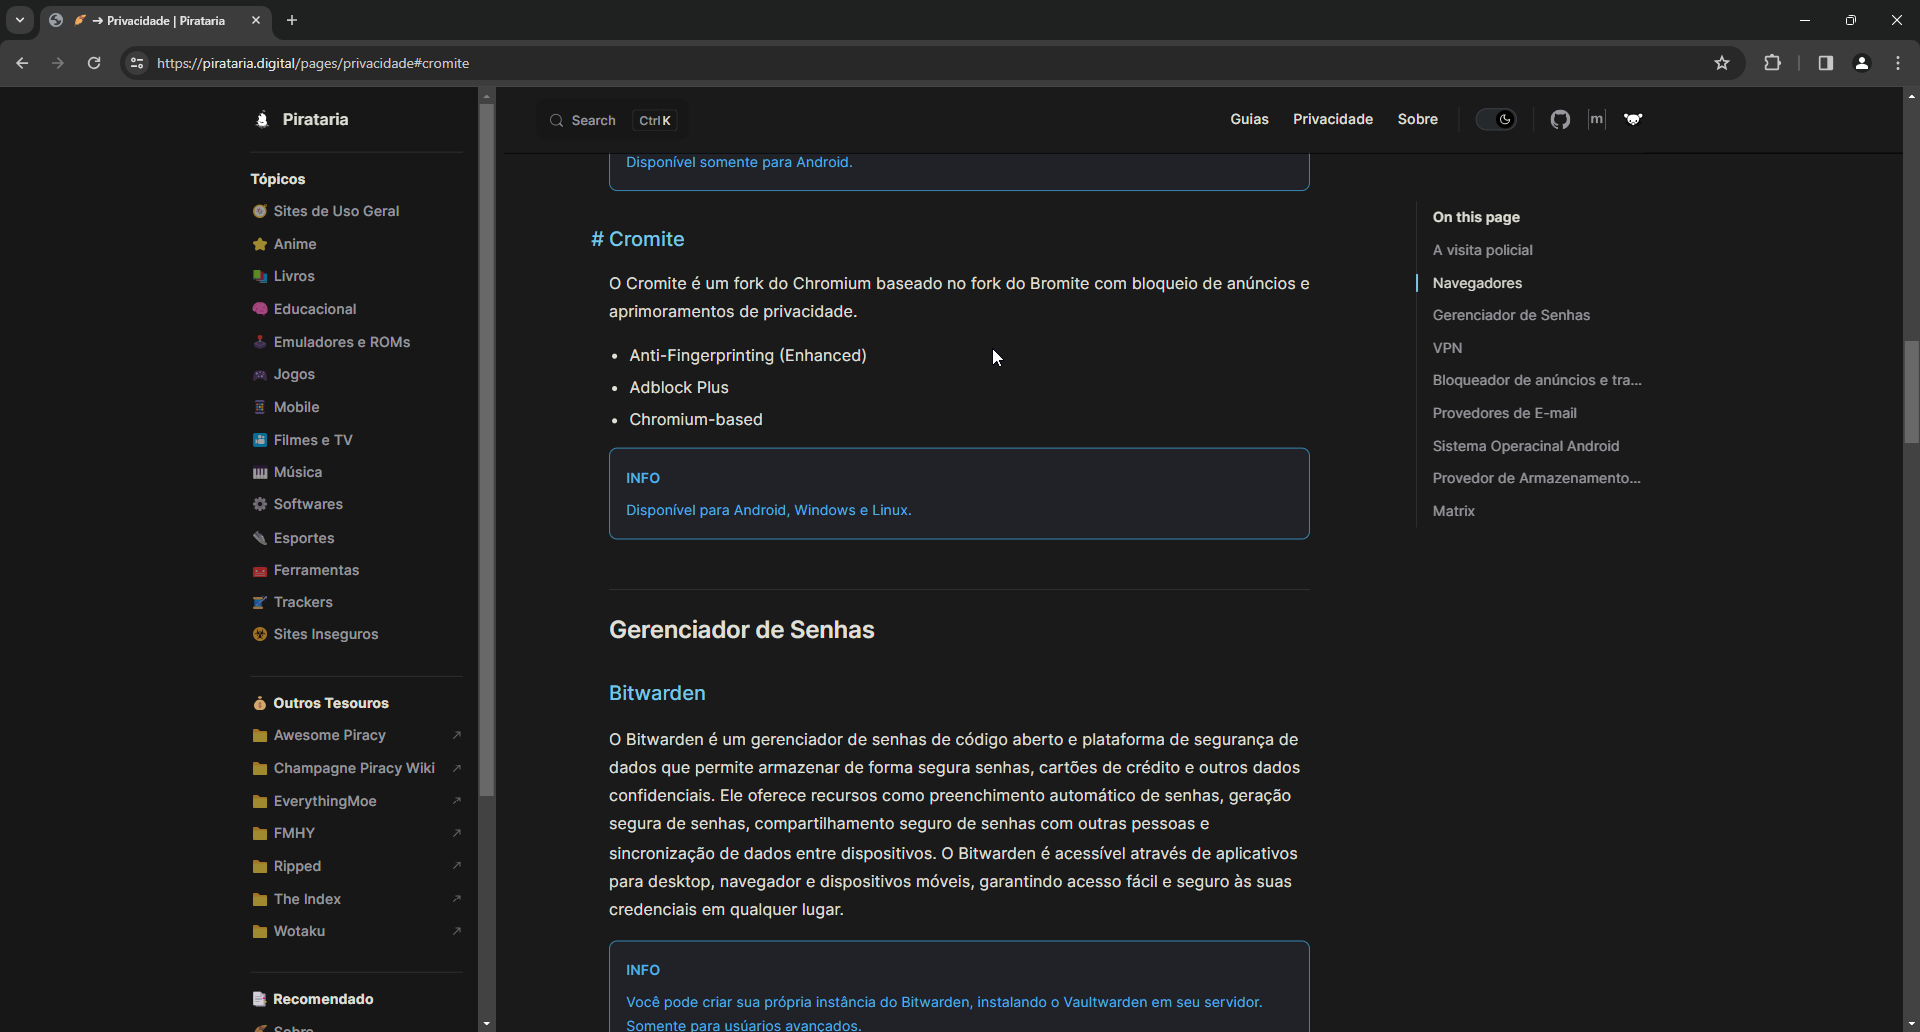 → Privacidade | Pirataria
https://pirataria.digital/pages/privacidade#cromite
Pirataria
Search
Ctrl K
Guias
Privacidade
Sobre
m
Tópicos
Sites de Uso Geral
Anime
Livros
Educacional
Emuladores e ROMs
Jogos
Mobile
Filmes e TV
Música
Softwares
Esportes
Ferramentas
Trackers
Sites Inseguros
Outros Tesouros
Awesome Piracy
Champagne Piracy Wiki
EverythingMoe
FMHY
Ripped
The Index
Wotaku
Recomendado
Sobre
Disponível somente para Android.
# Cromite
O Cromite é um fork do Chromium baseado no fork do Bromite com bloqueio de anúncios e
aprimoramentos de privacidade.
• Anti-Fingerprinting (Enhanced)
• Adblock Plus
• Chromium-based
INFO
Disponível para Android, Windows e Linux.
Gerenciador de Senhas
Bitwarden
O Bitwarden é um gerenciador de senhas de código aberto e plataforma de segurança de
dados que permite armazenar de forma segura senhas, cartões de crédito e outros dados
confidenciais. Ele oferece recursos como preenchimento automático de senhas, geração
segura de senhas, compartilhamento seguro de senhas com outras pessoas e
sincronização de dados entre dispositivos. O Bitwarden é acessível através de aplicativos
para desktop, navegador e dispositivos móveis, garantindo acesso fácil e seguro às suas
credenciais em qualquer lugar.
INFO
Você pode criar sua própria instância do Bitwarden, instalando o Vaultwarden em seu servidor.
Somente para usúarios avançados.
On this page
A visita policial
Navegadores
Gerenciador de Senhas
VPN
Bloqueador de anúncios e tra...
Provedores de E-mail
Sistema Operacinal Android
Provedor de Armazenamento...
Matrix